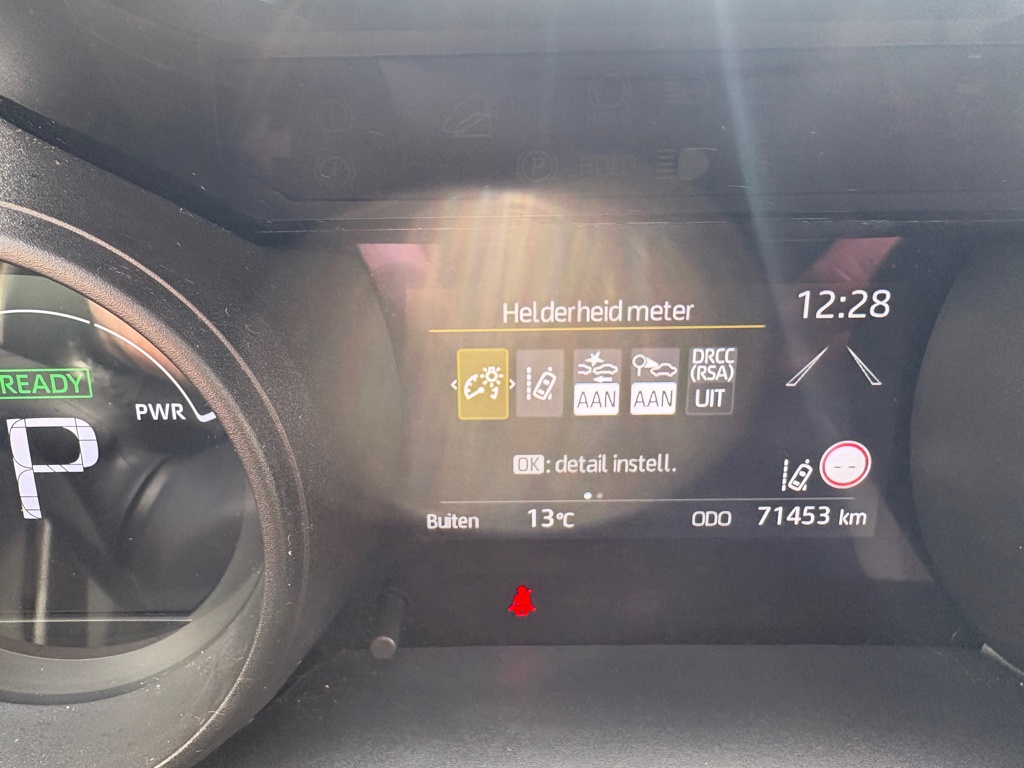 Helderheid meter
12:28
READY
PWR
P
AAN
AAN
DRCC
(RSA)
UIT
OK : detail instell.
--
Buiten 13°C ODO 71453 km